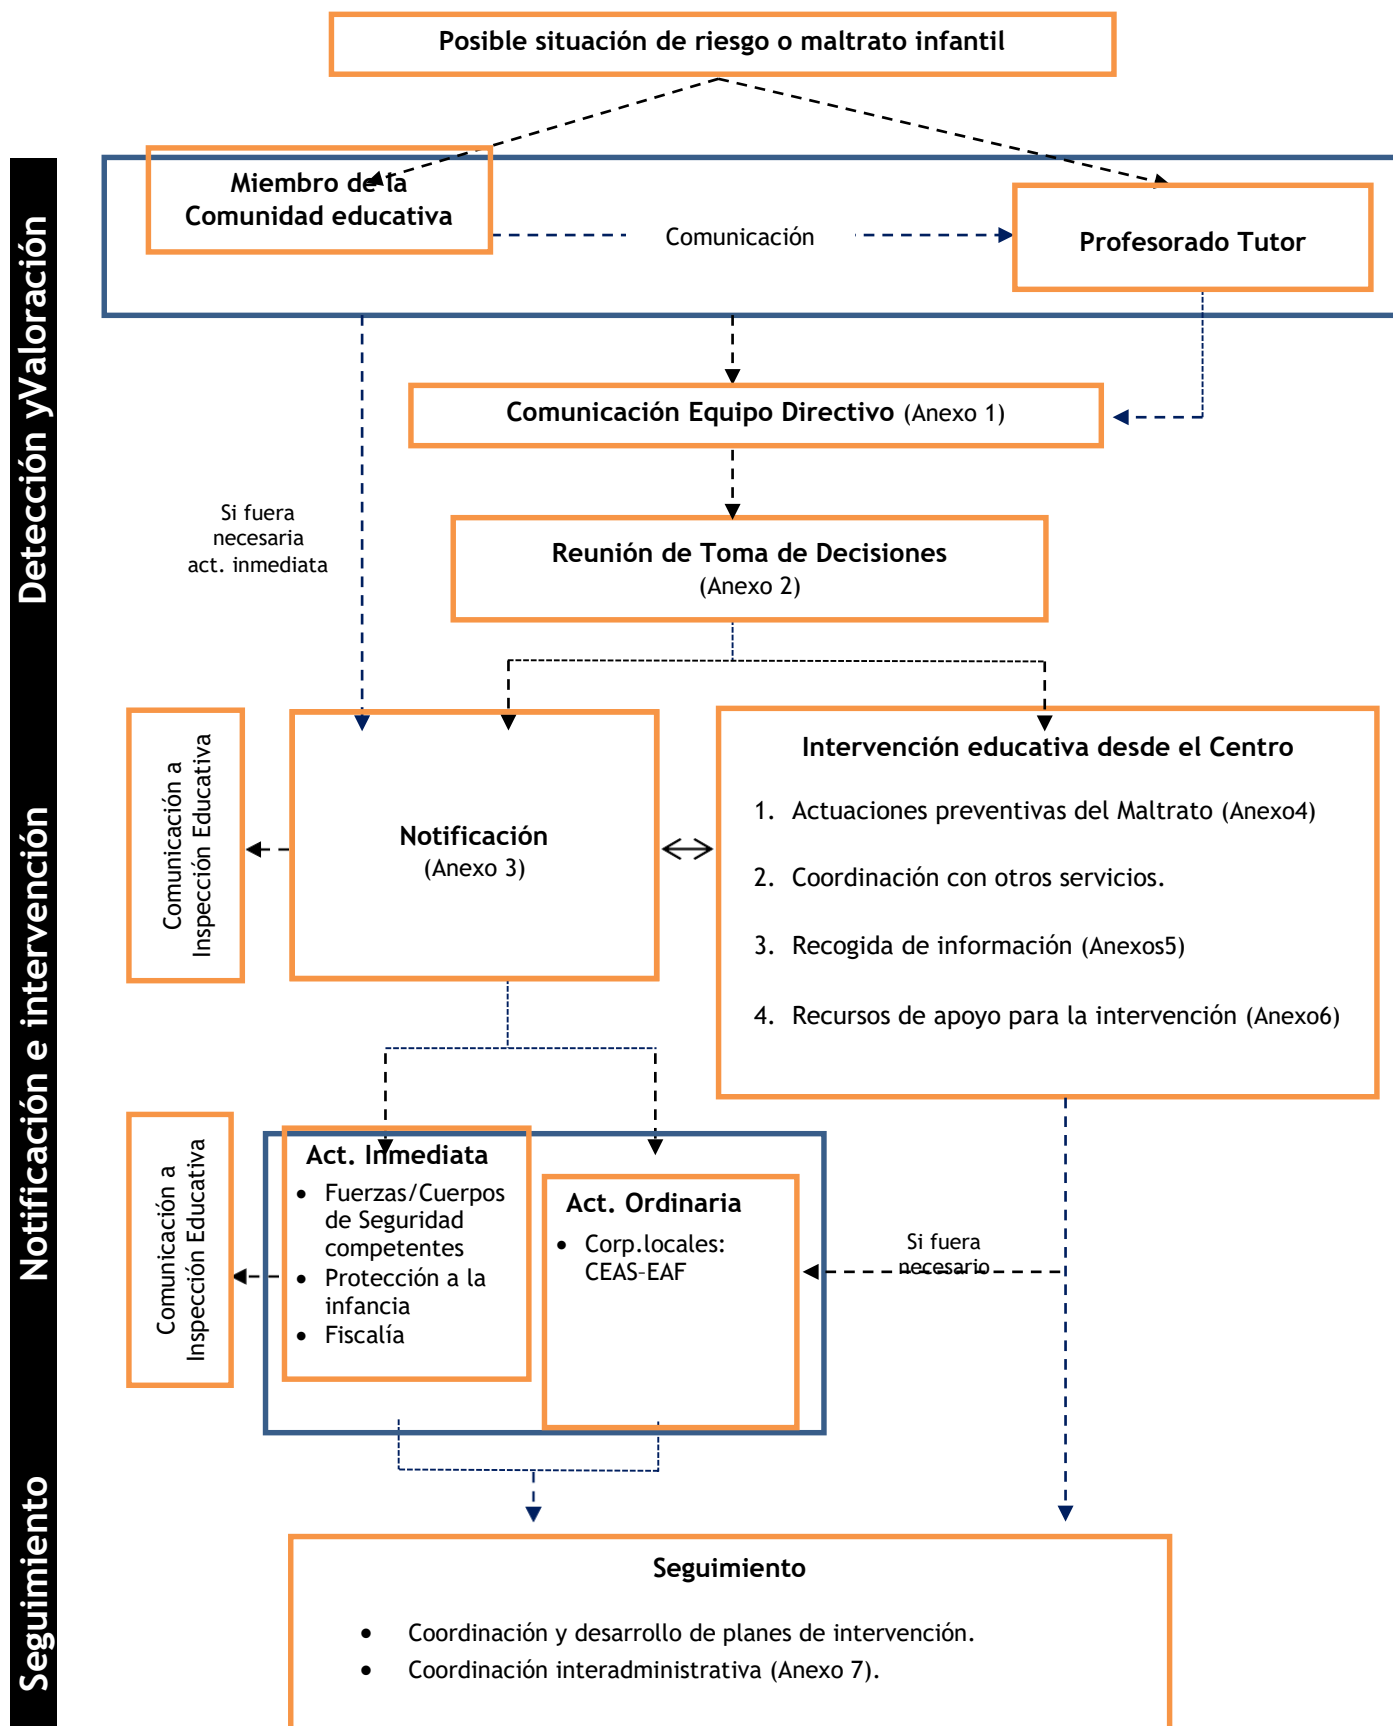 Posible situación de riesgo o maltrato infantil
Detección yValoración
Miembro de la
Comunidad educativa
Comunicación
Profesorado Tutor
Comunicación Equipo Directivo (Anexo 1)
Si fuera
necesaria
act. inmediata
Reunión de Toma de Decisiones
(Anexo 2)
Notificación e intervención
Comunicación a
Inspección Educativa
Notificación
(Anexo 3)
Intervención educativa desde el Centro
1. Actuaciones preventivas del Maltrato (Anexo4)
2. Coordinación con otros servicios.
3. Recogida de información (Anexos5)
4. Recursos de apoyo para la intervención (Anexo6)
Comunicación a
Inspección Educativa
Act. Inmediata
• Fuerzas/Cuerpos
de Seguridad
competentes
• Protección a la
infancia
• Fiscalía
Act. Ordinaria
• Corp.locales:
CEAS-EAF
Si fuera
necesario
Seguimiento
Seguimiento
• Coordinación y desarrollo de planes de intervención.
• Coordinación interadministrativa (Anexo 7).